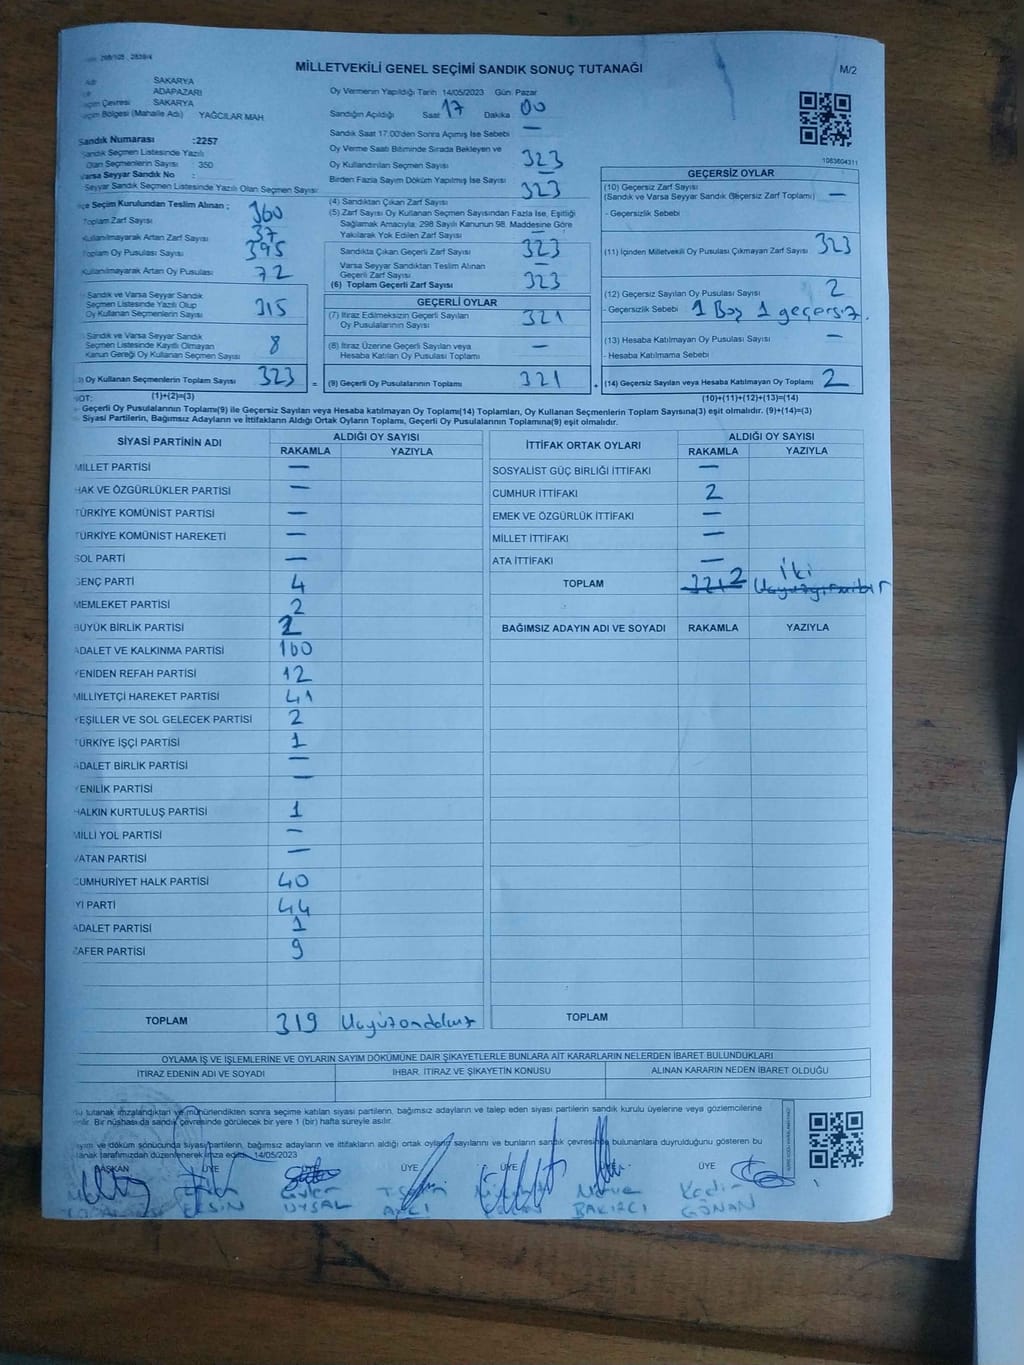 MİLLETVEKİLİ GENEL SEÇİMİ SANDIK SONUÇ TUTANAĞI
M/2
SAKARYA
ADAPAZARI
SAKARYA
(Mahalle Adı) YAĞCILAR MAH
Sandık Numarası :2257
Sandık Seçmen Listesinde Yazılı
Olan Seçmenlerin Sayısı 350
Varsa Seyyar Sandık No :
Seyyar Sandık Seçmen Listesinde Yazılı Olan Seçmen Sayısı
Oy Vermenin Yapıldığı Tarih 14/05/2023 Gün: Pazar
Sandığın Açıldığı Saat 17 Dakika 00
Sandık Saat 17.00'den Sonra Açımış İse Sebebi —
Oy Verme Saati Bitiminde Sırada Bekleyen ve
Oy Kullandırılan Seçmen Sayısı 323
Birden Fazla Sayım Döküm Yapılmış İse Sayısı —
1083604311
Seçim Kurulundan Teslim Alınan ;
Toplam Zarf Sayısı 360
Kullanılmayarak Artan Zarf Sayısı 37
Toplam Oy Pusulası Sayısı 395
Kullanılmayarak Artan Oy Pusulası 72
Sandık ve Varsa Seyyar Sandık
Seçmen Listesinde Yazılı Olup
Oy Kullanan Seçmenlerin Sayısı 315
Sandık ve Varsa Seyyar Sandık
Seçmen Listesinde Kayıtlı Olmayan
Kanun Gereği Oy Kullanan Seçmen Sayısı 8
Oy Kullanan Seçmenlerin Toplam Sayısı 323
(1)+(2)=(3)
(4) Sandıktan Çıkan Zarf Sayısı 323
(5) Zarf Sayısı Oy Kullanan Seçmen Sayısından Fazla İse, Eşitliği
Sağlamak Amacıyla; 298 Sayılı Kanunun 98. Maddesine Göre
Yakılarak Yok Edilen Zarf Sayısı —
Sandıkta Çıkan Geçerli Zarf Sayısı 323
Varsa Seyyar Sandıktan Teslim Alınan
Geçerli Zarf Sayısı —
(6) Toplam Geçerli Zarf Sayısı 323
GEÇERLİ OYLAR
(7) İtiraz Edilmeksizin Geçerli Sayılan
Oy Pusulalarının Sayısı 321
(8) İtiraz Üzerine Geçerli Sayılan veya
Hesaba Katılan Oy Pusulası Toplamı —
= (9) Geçerli Oy Pusulalarının Toplamı 321
GEÇERSİZ OYLAR
(10) Geçersiz Zarf Sayısı
(Sandık ve Varsa Seyyar Sandık Geçersiz Zarf Toplamı) —
- Geçersizlik Sebebi
(11) İçinden Milletvekili Oy Pusulası Çıkmayan Zarf Sayısı 323
(12) Geçersiz Sayılan Oy Pusulası Sayısı 2
- Geçersizlik Sebebi 1 Boş 1 geçersiz.
(13) Hesaba Katılmayan Oy Pusulası Sayısı —
- Hesaba Katılmama Sebebi
+ (14) Geçersiz Sayılan veya Hesaba Katılmayan Oy Toplamı 2
(10)+(11)+(12)+(13)=(14)
NOT:
- Geçerli Oy Pusulalarının Toplamı(9) ile Geçersiz Sayılan veya Hesaba katılmayan Oy Toplamı(14) Toplamları, Oy Kullanan Seçmenlerin Toplam Sayısına(3) eşit olmalıdır. (9)+(14)=(3)
- Siyasi Partilerin, Bağımsız Adayların ve İttifakların Aldığı Ortak Oyların Toplamı, Geçerli Oy Pusulalarının Toplamına(9) eşit olmalıdır.
SİYASİ PARTİNİN ADI ALDIĞI OY SAYISI
RAKAMLA YAZIYLA
MİLLET PARTİSİ —
HAK VE ÖZGÜRLÜKLER PARTİSİ —
TÜRKİYE KOMÜNİST PARTİSİ —
TÜRKİYE KOMÜNİST HAREKETİ —
SOL PARTİ —
GENÇ PARTİ 4
MEMLEKET PARTİSİ 2
BÜYÜK BİRLİK PARTİSİ 2
ADALET VE KALKINMA PARTİSİ 160
YENİDEN REFAH PARTİSİ 12
MİLLİYETÇİ HAREKET PARTİSİ 41
YEŞİLLER VE SOL GELECEK PARTİSİ 2
TÜRKİYE İŞÇİ PARTİSİ 1
ADALET BİRLİK PARTİSİ —
YENİLİK PARTİSİ —
HALKIN KURTULUŞ PARTİSİ 1
MİLLİ YOL PARTİSİ —
VATAN PARTİSİ —
CUMHURİYET HALK PARTİSİ 40
İYİ PARTİ 44
ADALET PARTİSİ 1
ZAFER PARTİSİ 9
TOPLAM 319 Üçyüzondokuz
İTTİFAK ORTAK OYLARI ALDIĞI OY SAYISI
RAKAMLA YAZIYLA
SOSYALİST GÜÇ BİRLİĞİ İTTİFAKI —
CUMHUR İTTİFAKI 2
EMEK VE ÖZGÜRLÜK İTTİFAKI —
MİLLET İTTİFAKI —
ATA İTTİFAKI —
TOPLAM 321 2 iki Üçyüzyirmibir
BAĞIMSIZ ADAYIN ADI VE SOYADI RAKAMLA YAZIYLA
TOPLAM
OYLAMA İŞ VE İŞLEMLERİNE VE OYLARIN SAYIM DÖKÜMÜNE DAİR ŞİKAYETLERLE BUNLARA AİT KARARLARIN NELERDEN İBARET BULUNDUKLARI
İTİRAZ EDENİN ADI VE SOYADI İHBAR, İTİRAZ VE ŞİKAYETİN KONUSU ALINAN KARARIN NEDEN İBARET OLDUĞU
Bu tutanak imzalandıktan ve mühürlendikten sonra seçime katılan siyasi partilerin, bağımsız adayların ve talep eden siyasi partilerin sandık kurulu üyelerine veya gözlemcilerine
Bir nüshası da sandık çevresinde görülecek bir yere 1 (bir) hafta süreyle asılır.
ve döküm sonucunda siyasi partilerin, bağımsız adayların ve ittifakların aldığı ortak oyların sayılarını ve bunların sandık çevresinde bulunanlara duyrulduğunu gösteren bu
tutanak tarafımızdan düzenlenerek imza edildi. 14/05/2023
BAŞKAN ÜYE ÜYE ÜYE ÜYE ÜYE
UYSAL AVCI BAKIRCI Kadir GÖNAN